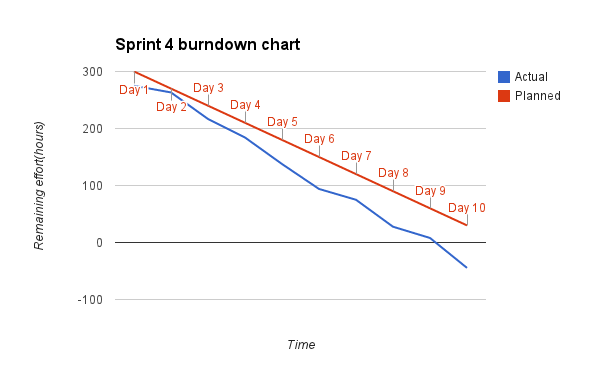 Sprint 4 burndown chart
Remaining effort(hours)
300
200
100
0
-100
Day 1
Day 2
Day 3
Day 4
Day 5
Day 6
Day 7
Day 8
Day 9
Day 10
Actual
Planned
Time